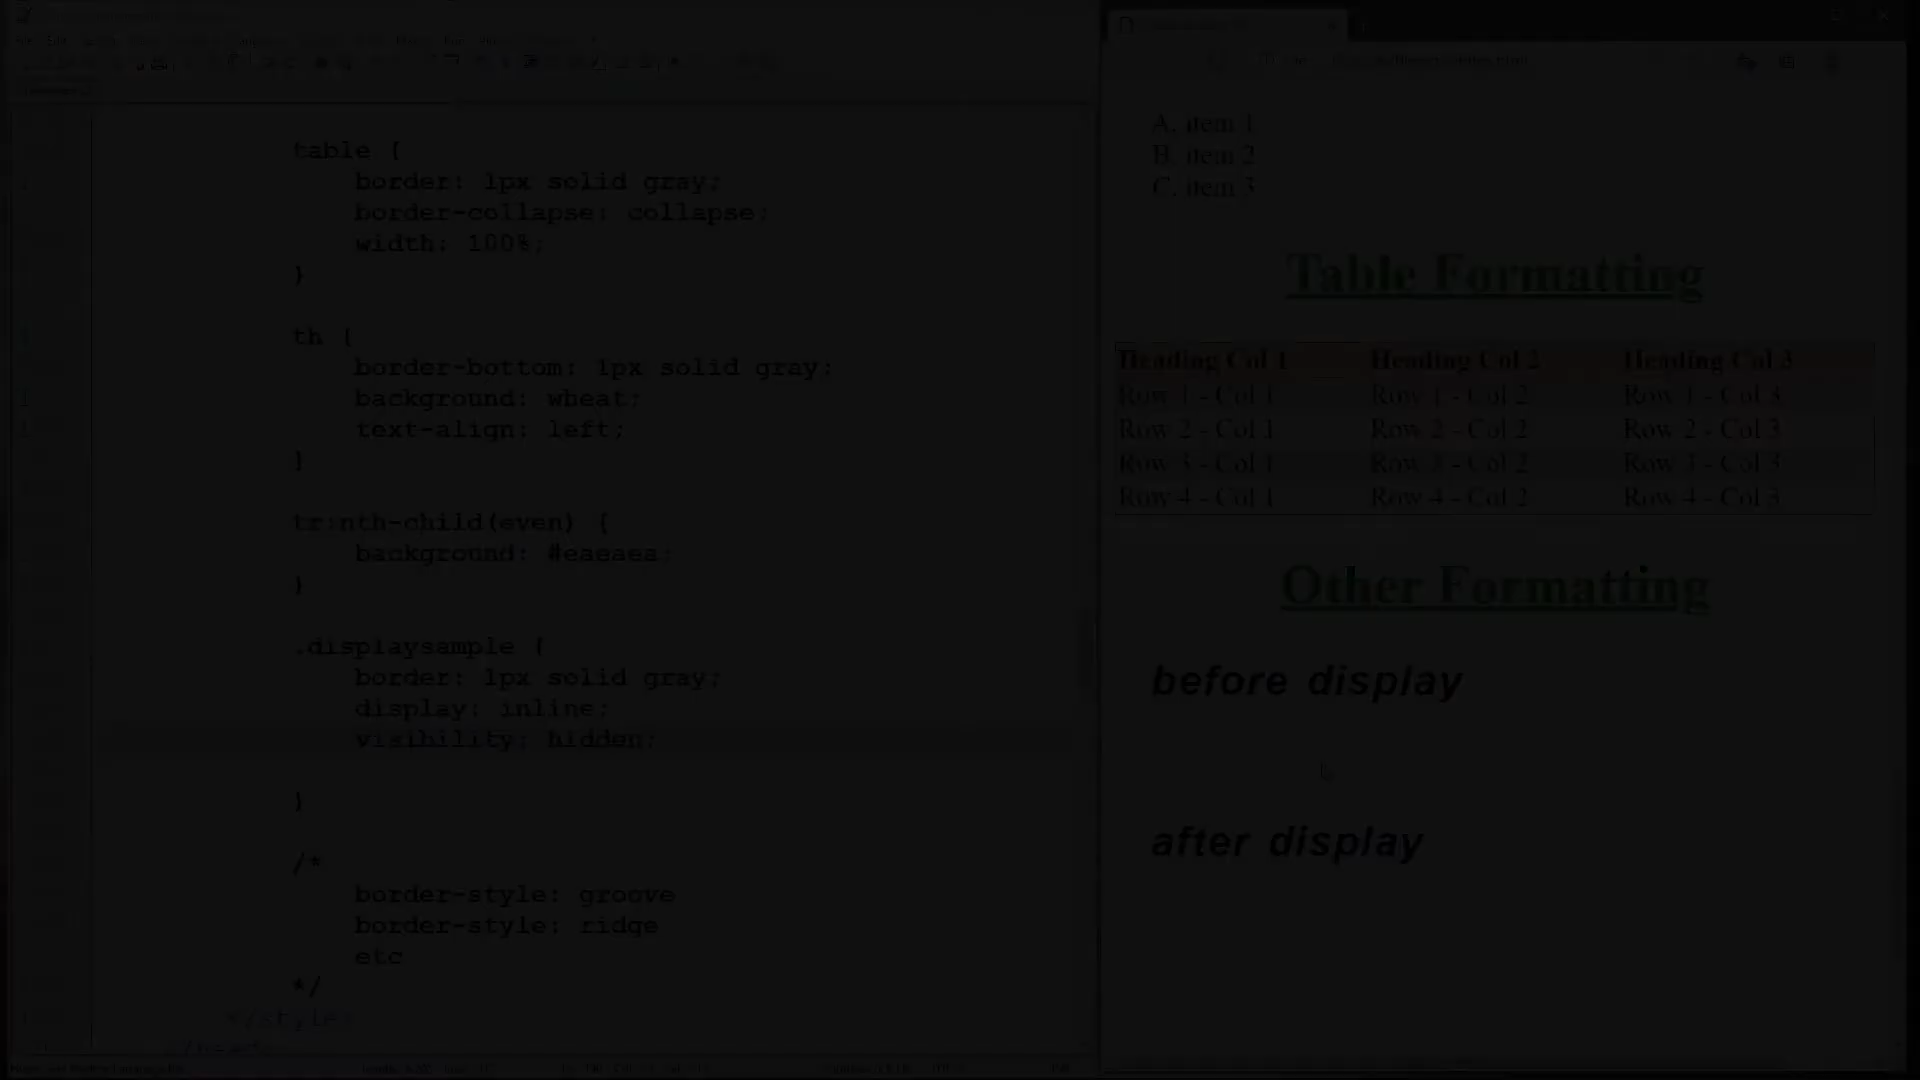 table {
border: 1px solid gray;
border-collapse: collapse;
width: 100%;
}
th {
border-bottom: 1px solid gray;
background: wheat;
text-align: left;
}
tr:nth-child(even) {
background: #eaeaea;
}
.displaysample {
border: 1px solid gray;
display: inline;
visibility: hidden;
}
/*
border-style: groove
border-style: ridge
etc
*/
</style>
A. item 1
B. item 2
C. item 3
Table Formatting
Heading Col 1 Heading Col 2 Heading Col 3
Row 1 - Col 1 Row 1 - Col 2 Row 1 - Col 3
Row 2 - Col 1 Row 2 - Col 2 Row 2 - Col 3
Row 3 - Col 1 Row 3 - Col 2 Row 3 - Col 3
Row 4 - Col 1 Row 4 - Col 2 Row 4 - Col 3
Other Formatting
before display
after display